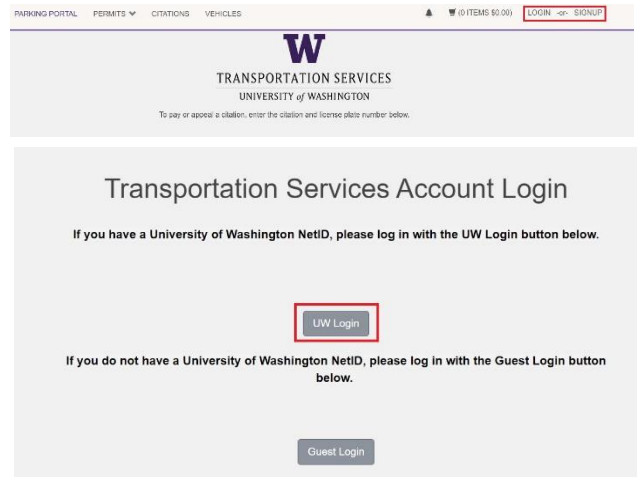 PARKING PORTAL PERMITS CITATIONS VEHICLES (0 ITEMS $0.00) LOGIN -or- SIGNUP
W
TRANSPORTATION SERVICES
UNIVERSITY of WASHINGTON
To pay or appeal a citation, enter the citation and license plate number below.
Transportation Services Account Login
If you have a University of Washington NetID, please log in with the UW Login button below.
UW Login
If you do not have a University of Washington NetID, please log in with the Guest Login button
below.
Guest Login